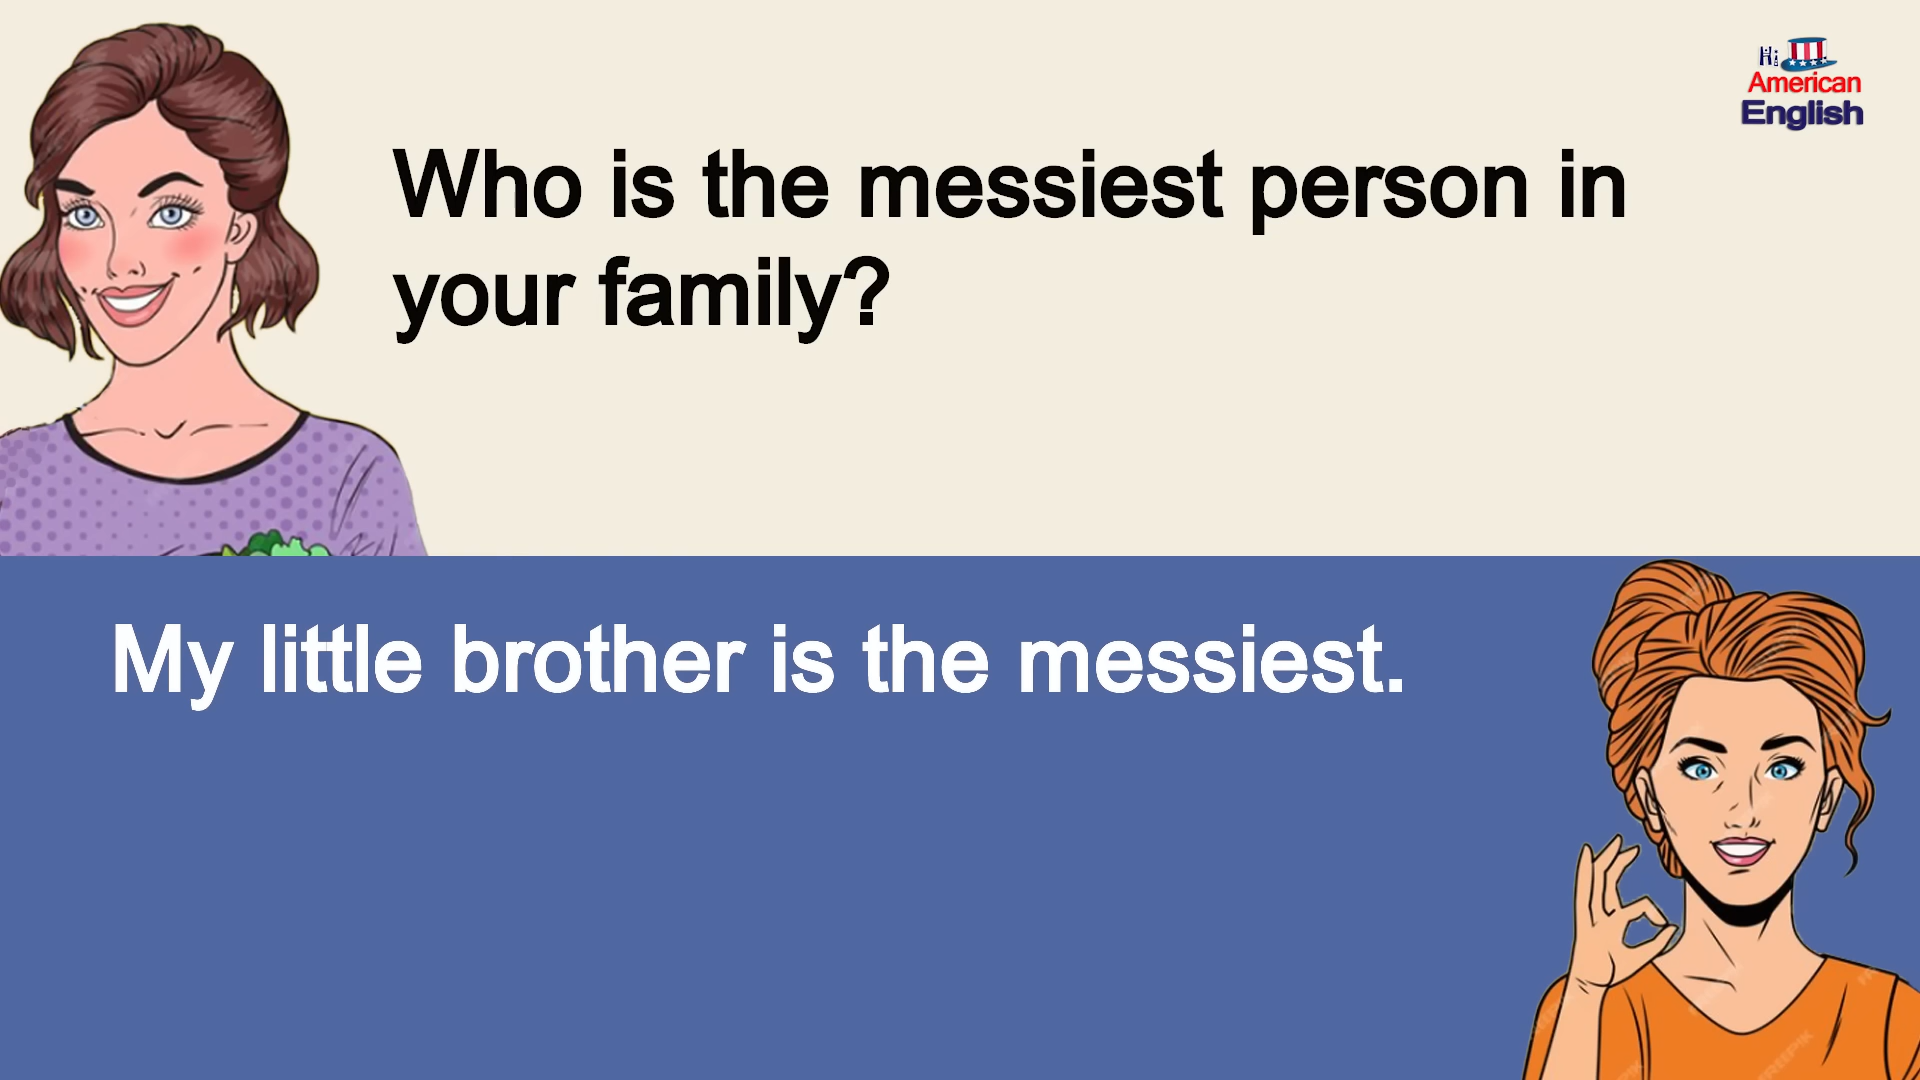 Hi
American
English
Who is the messiest person in
your family?
My little brother is the messiest.